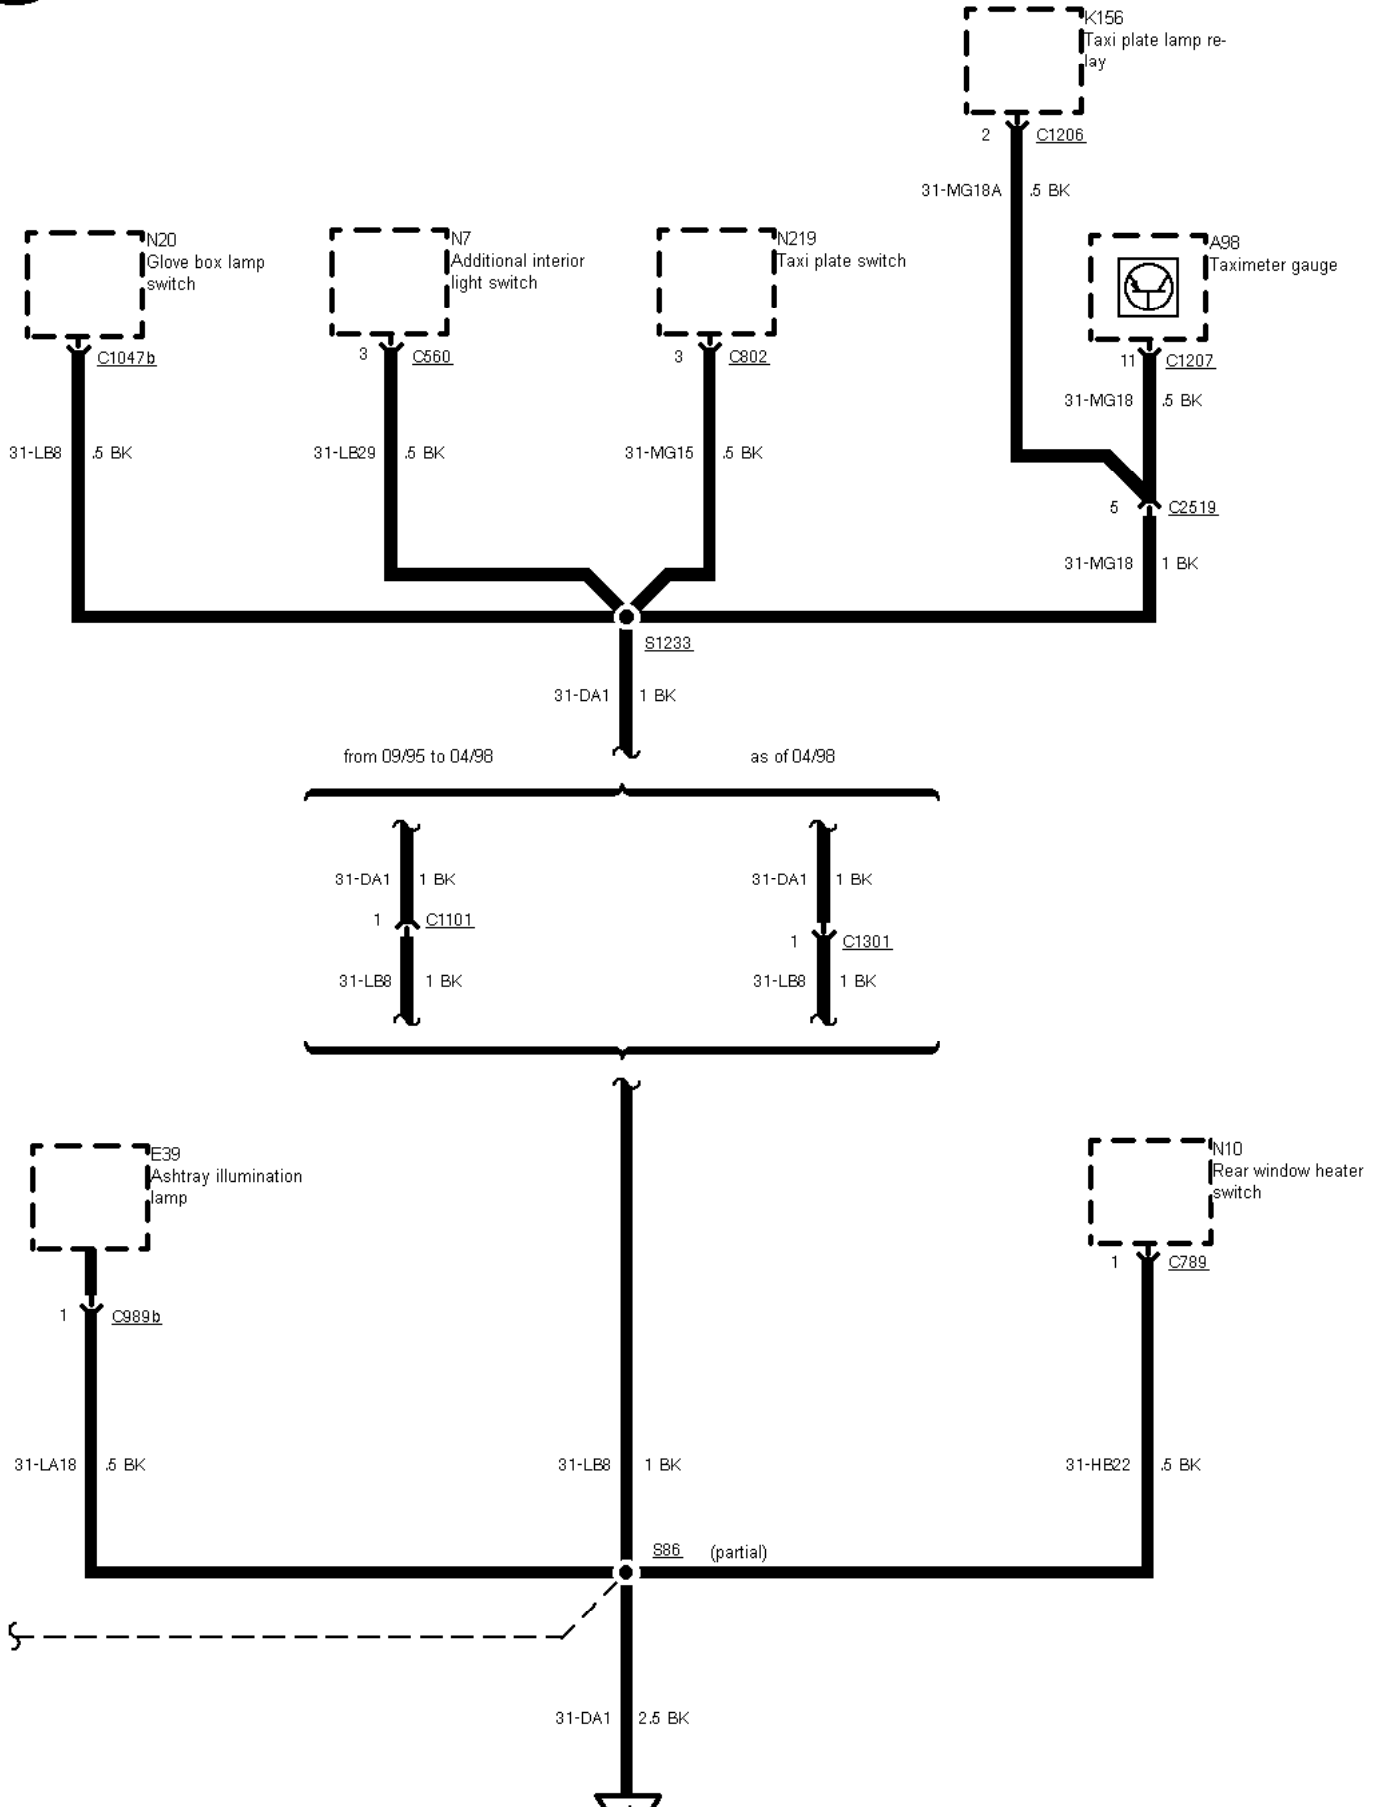 K156
Taxi plate lamp re-
lay
2 C1206
31-MG18A .5 BK
N20
Glove box lamp
switch
N7
Additional interior
light switch
N219
Taxi plate switch
A98
Taximeter gauge
C1047b
3 C560
3 C802
11 C1207
31-MG18 .5 BK
31-LB8 .5 BK
31-LB29 .5 BK
31-MG15 .5 BK
5 C2519
31-MG18 1 BK
S1233
31-DA1 1 BK
from 09/95 to 04/98
as of 04/98
31-DA1 1 BK
31-DA1 1 BK
1 C1101
1 C1301
31-LB8 1 BK
31-LB8 1 BK
E39
Ashtray illumination
lamp
N10
Rear window heater
switch
1 C789
1 C989b
31-LA18 .5 BK
31-LB8 1 BK
31-HB22 .5 BK
S86 (partial)
31-DA1 2.5 BK